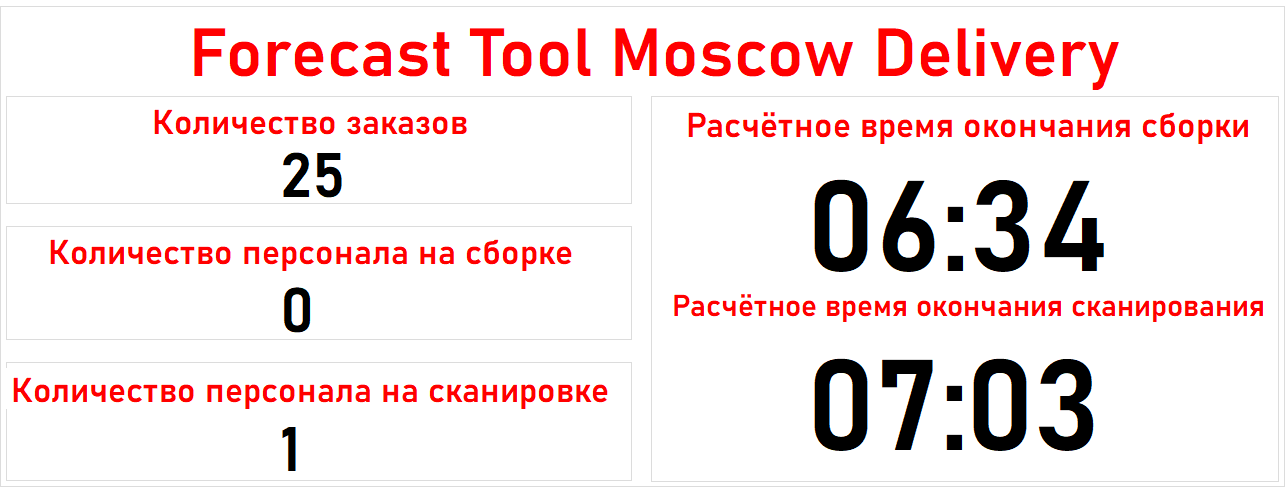 Forecast Tool Moscow Delivery
Количество заказов
25
Количество персонала на сборке
0
Количество персонала на сканировке
1
Расчётное время окончания сборки
06:34
Расчётное время окончания сканирования
07:03